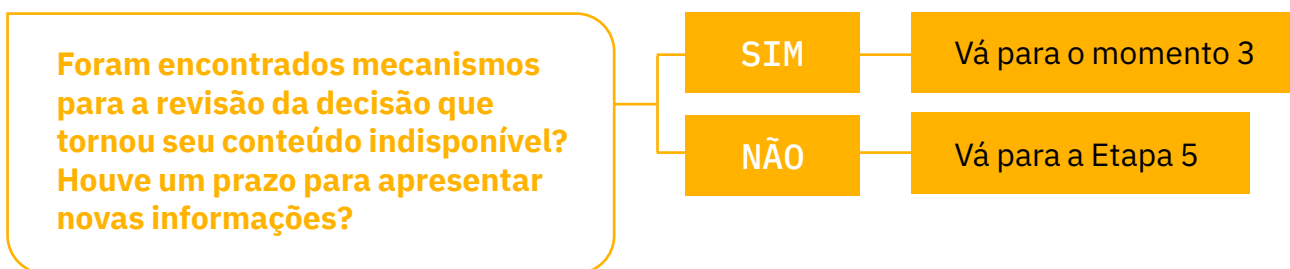 Foram encontrados mecanismos
para a revisão da decisão que
tornou seu conteúdo indisponível?
Houve um prazo para apresentar
novas informações?
SIM
Vá para o momento 3
NÃO
Vá para a Etapa 5